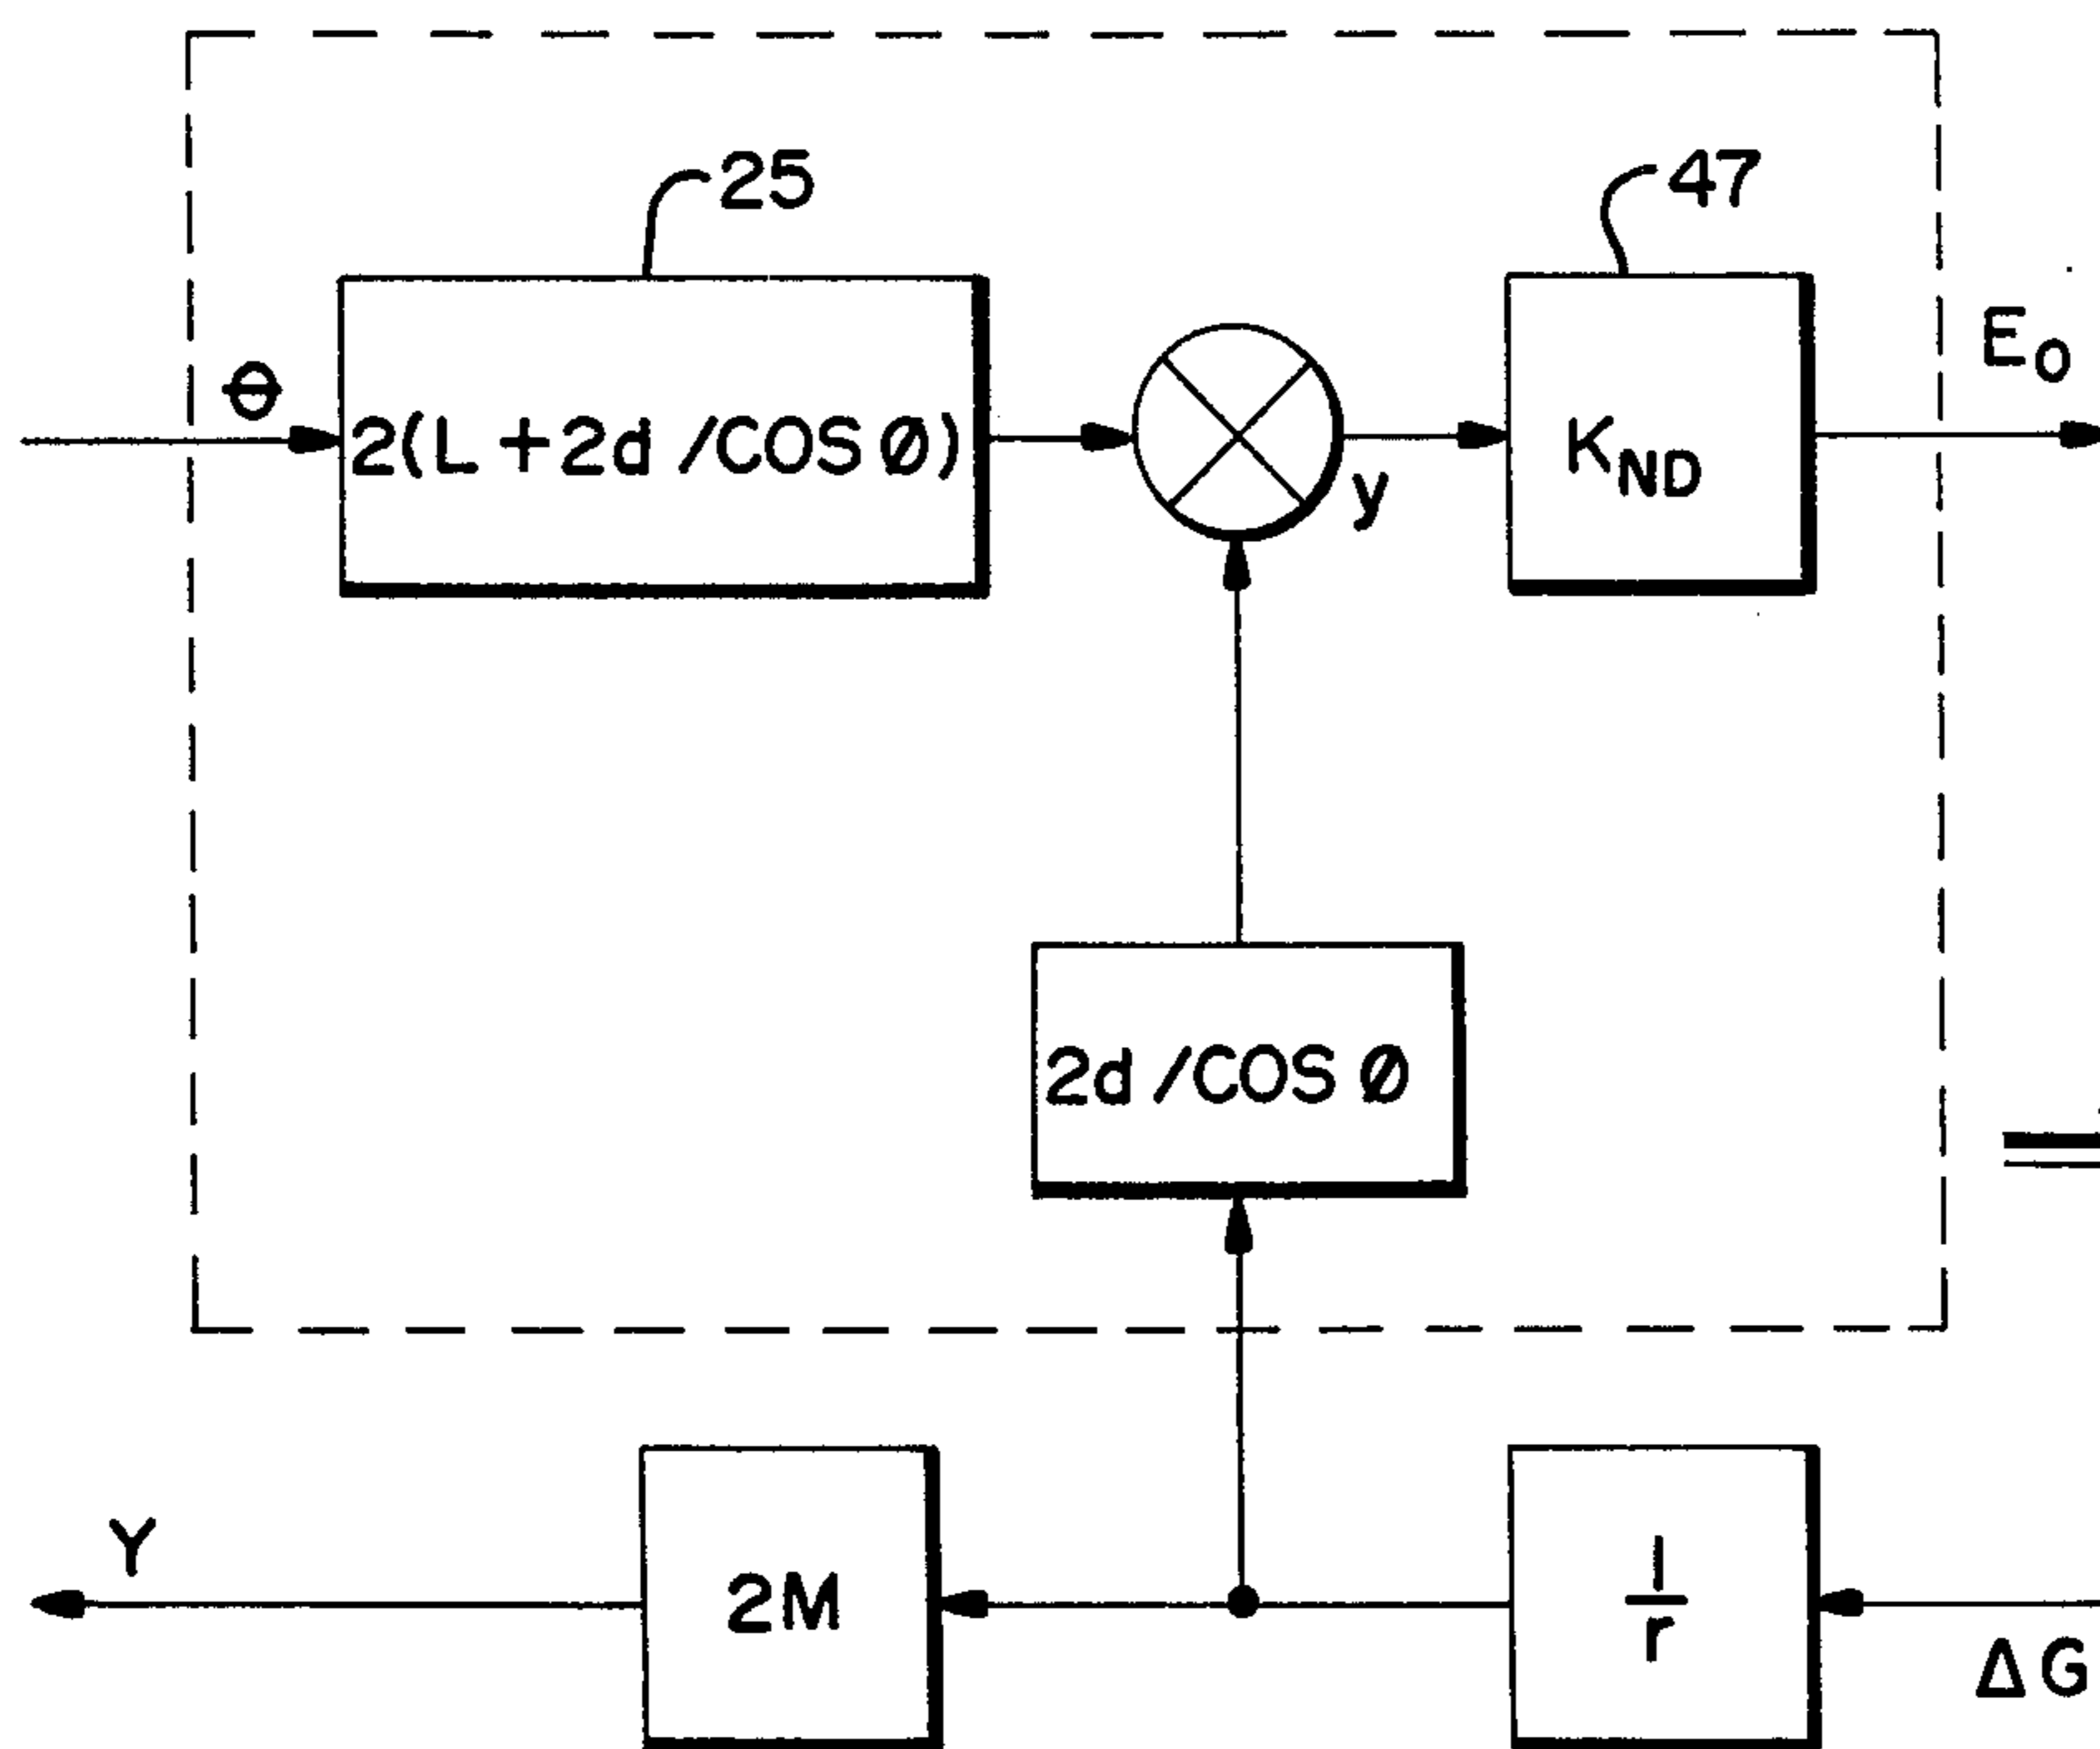 25
47
θ
2(L + 2d /COS Ø)
y
K_ND
E_O
2d /COS Ø
Y
2M
1/r
ΔG